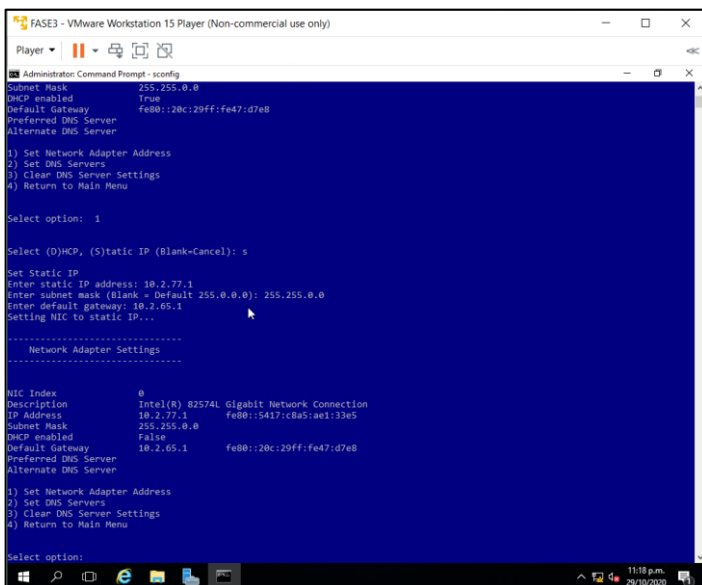 FASE3 - VMware Workstation 15 Player (Non-commercial use only)
Player
Administrator: Command Prompt - sconfig
Subnet Mask 255.255.0.0
DHCP enabled True
Default Gateway fe80::20c:29ff:fe47:d7e8
Preferred DNS Server
Alternate DNS Server
1) Set Network Adapter Address
2) Set DNS Servers
3) Clear DNS Server Settings
4) Return to Main Menu
Select option: 1
Select (D)HCP, (S)tatic IP (Blank=Cancel): s
Set Static IP
Enter static IP address: 10.2.77.1
Enter subnet mask (Blank = Default 255.0.0.0): 255.255.0.0
Enter default gateway: 10.2.65.1
Setting NIC to static IP...
--------------------------------
Network Adapter Settings
--------------------------------
NIC Index 0
Description Intel(R) 82574L Gigabit Network Connection
IP Address 10.2.77.1 fe80::5417:c8a5:ae1:33e5
Subnet Mask 255.255.0.0
DHCP enabled False
Default Gateway 10.2.65.1 fe80::20c:29ff:fe47:d7e8
Preferred DNS Server
Alternate DNS Server
1) Set Network Adapter Address
2) Set DNS Servers
3) Clear DNS Server Settings
4) Return to Main Menu
Select option:
11:18 p.m.
29/10/2020